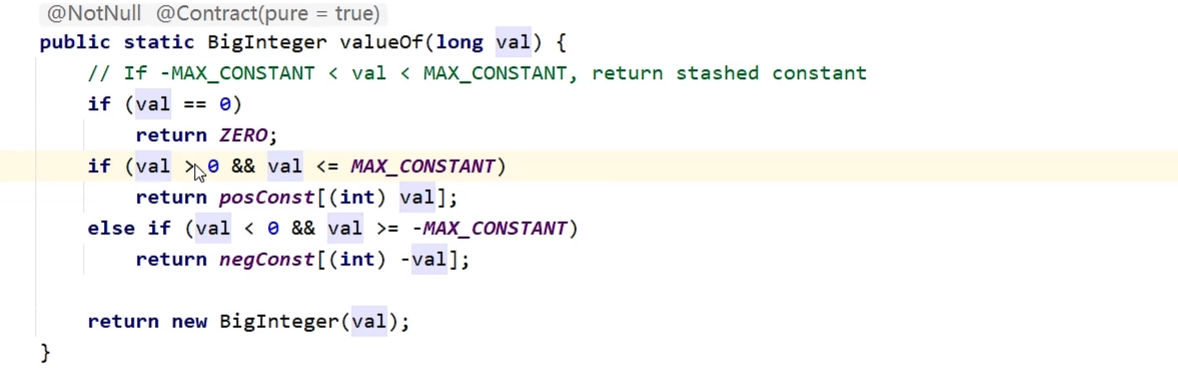 @NotNull @Contract(pure = true)
public static BigInteger valueOf(long val) {
    // If -MAX_CONSTANT < val < MAX_CONSTANT, return stashed constant
    if (val == 0)
        return ZERO;
    if (val > 0 && val <= MAX_CONSTANT)
        return posConst[(int) val];
    else if (val < 0 && val >= -MAX_CONSTANT)
        return negConst[(int) -val];

    return new BigInteger(val);
}